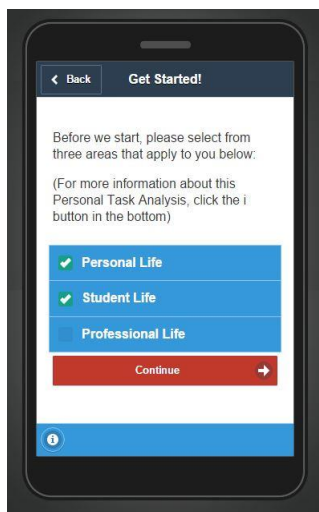 Back
Get Started!
Before we start, please select from
three areas that apply to you below:
(For more information about this
Personal Task Analysis, click the i
button in the bottom)
Personal Life
Student Life
Professional Life
Continue
i